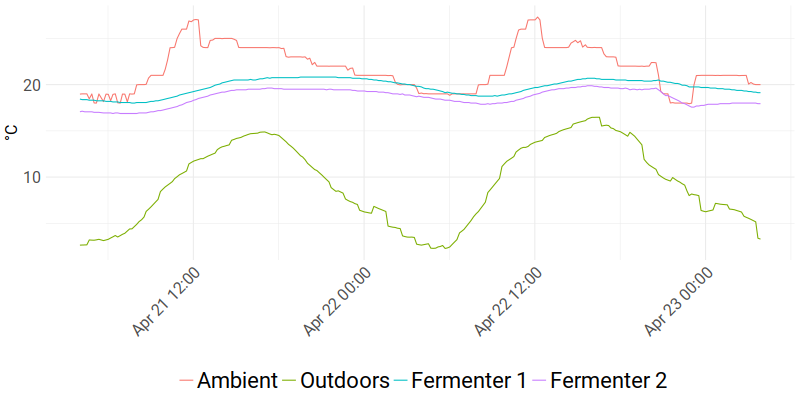 °C
20
10
Apr 21 12:00
Apr 22 00:00
Apr 22 12:00
Apr 23 00:00
Ambient Outdoors Fermenter 1 Fermenter 2